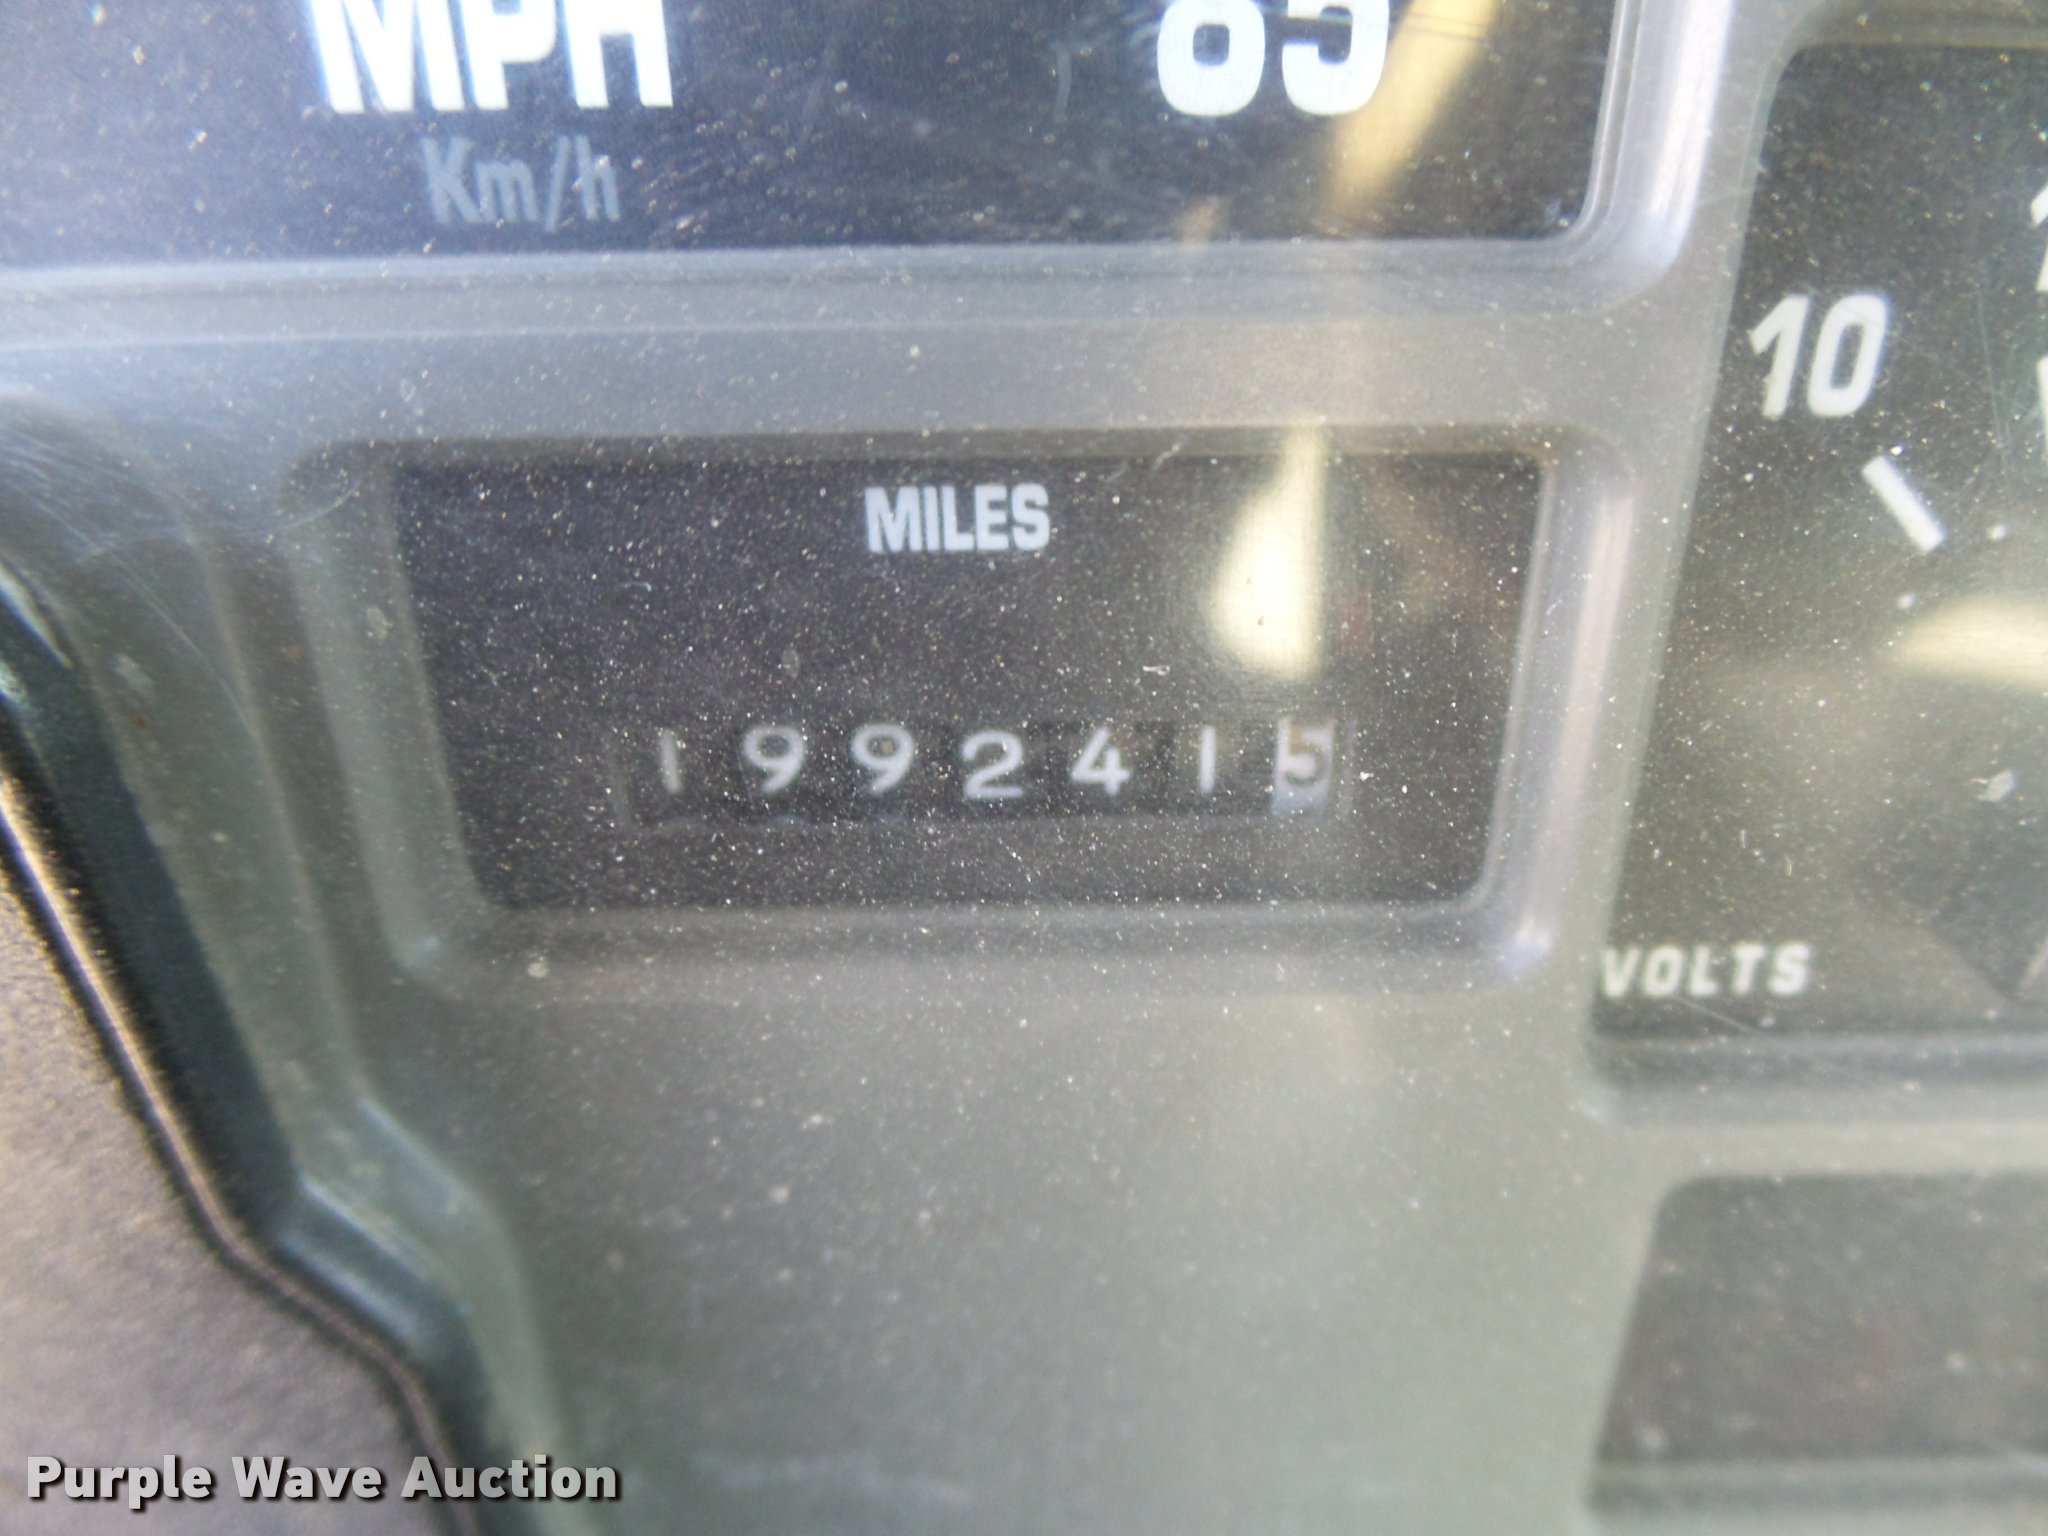 MPH 85
Km/h
10
MILES
1992415
VOLTS
Purple Wave Auction